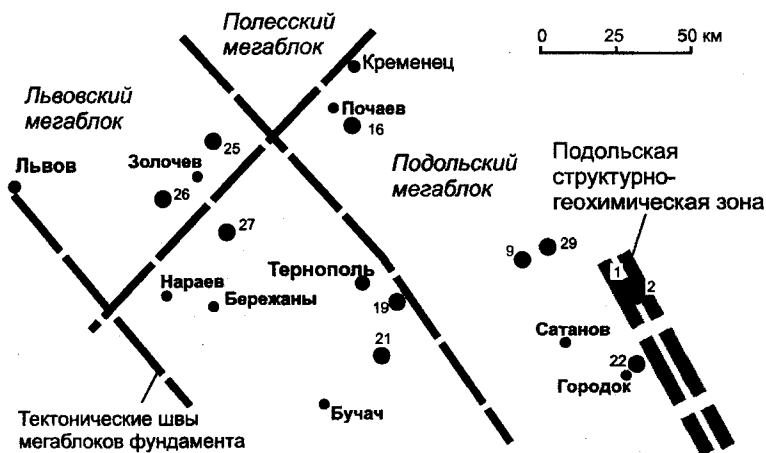 Полесский
мегаблок
0 25 50 км
Кременец
Львовский
мегаблок
Почаев
16
25
Золочев
Подольский
мегаблок
Подольская
структурно-
геохимическая зона
Львов
26
27
9
29
1
2
Нараев
Бережаны
Тернополь
19
21
Сатанов
22
Городок
Бучач
Тектонические швы
мегаблоков фундамента